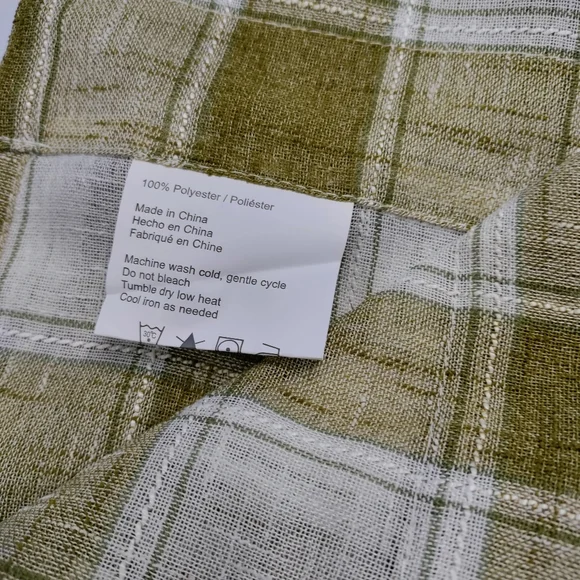 100% Polyester / Poliéster
Made in China
Hecho en China
Fabriqué en Chine
Machine wash cold, gentle cycle
Do not bleach
Tumble dry low heat
Cool iron as needed
30°C